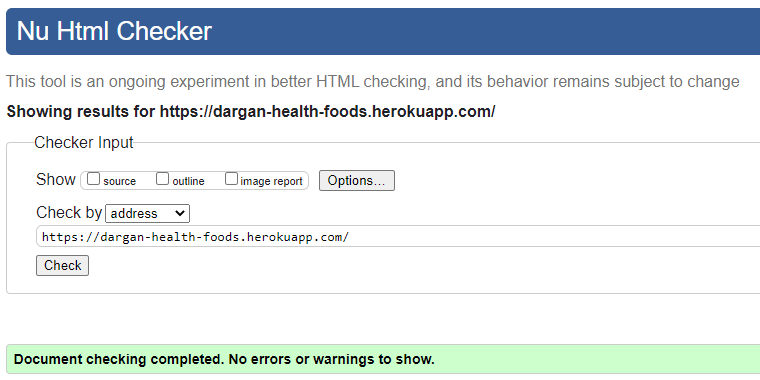 Nu Html Checker
This tool is an ongoing experiment in better HTML checking, and its behavior remains subject to change
Showing results for https://dargan-health-foods.herokuapp.com/
Checker Input
Show source outline image report Options...
Check by address
https://dargan-health-foods.herokuapp.com/
Check
Document checking completed. No errors or warnings to show.